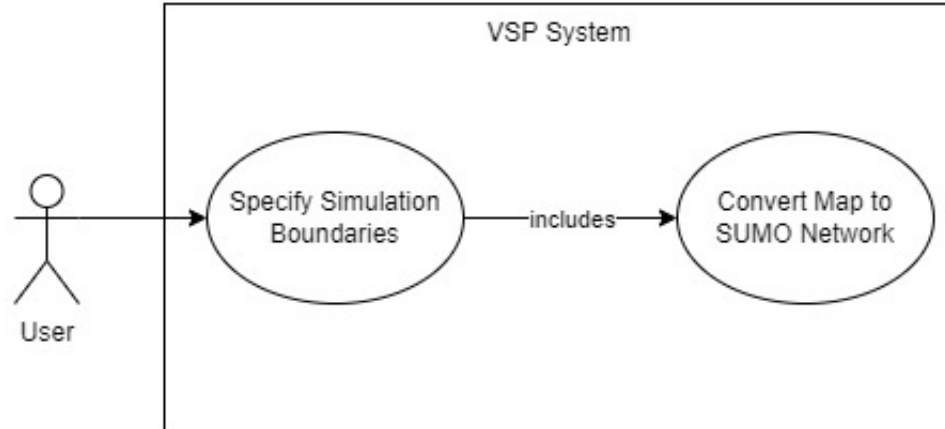 VSP System
Specify Simulation
Boundaries
includes
Convert Map to
SUMO Network
User